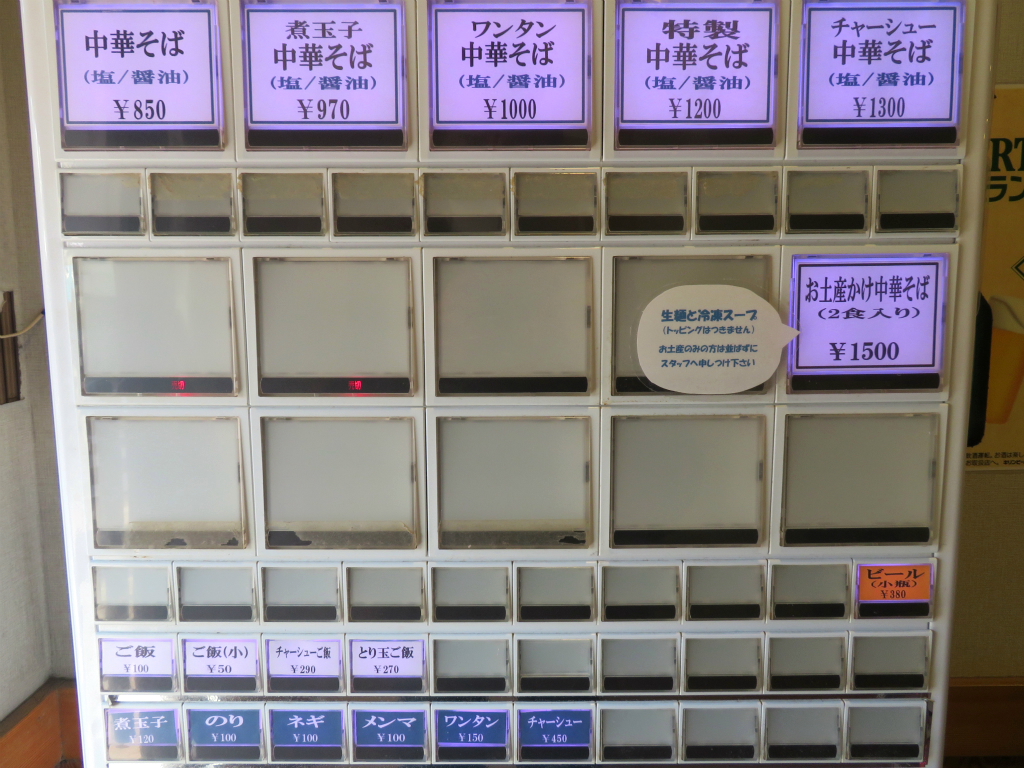 中華そば
(塩/醤油)
￥850
煮玉子
中華そば
(塩/醤油)
￥970
ワンタン
中華そば
(塩/醤油)
￥1000
特製
中華そば
(塩/醤油)
￥1200
チャーシュー
中華そば
(塩/醤油)
￥1300
生麺と冷凍スープ
(トッピングはつきません)
お土産のみの方は並ばずに
スタッフへ申しつけ下さい
お土産かけ中華そば
(2食入り)
￥1500
ビール
(小瓶)
￥380
ご飯
￥100
ご飯(小)
￥50
チャーシューご飯
￥290
とり玉ご飯
￥270
煮玉子
￥120
のり
￥100
ネギ
￥100
メンマ
￥100
ワンタン
￥150
チャーシュー
￥450